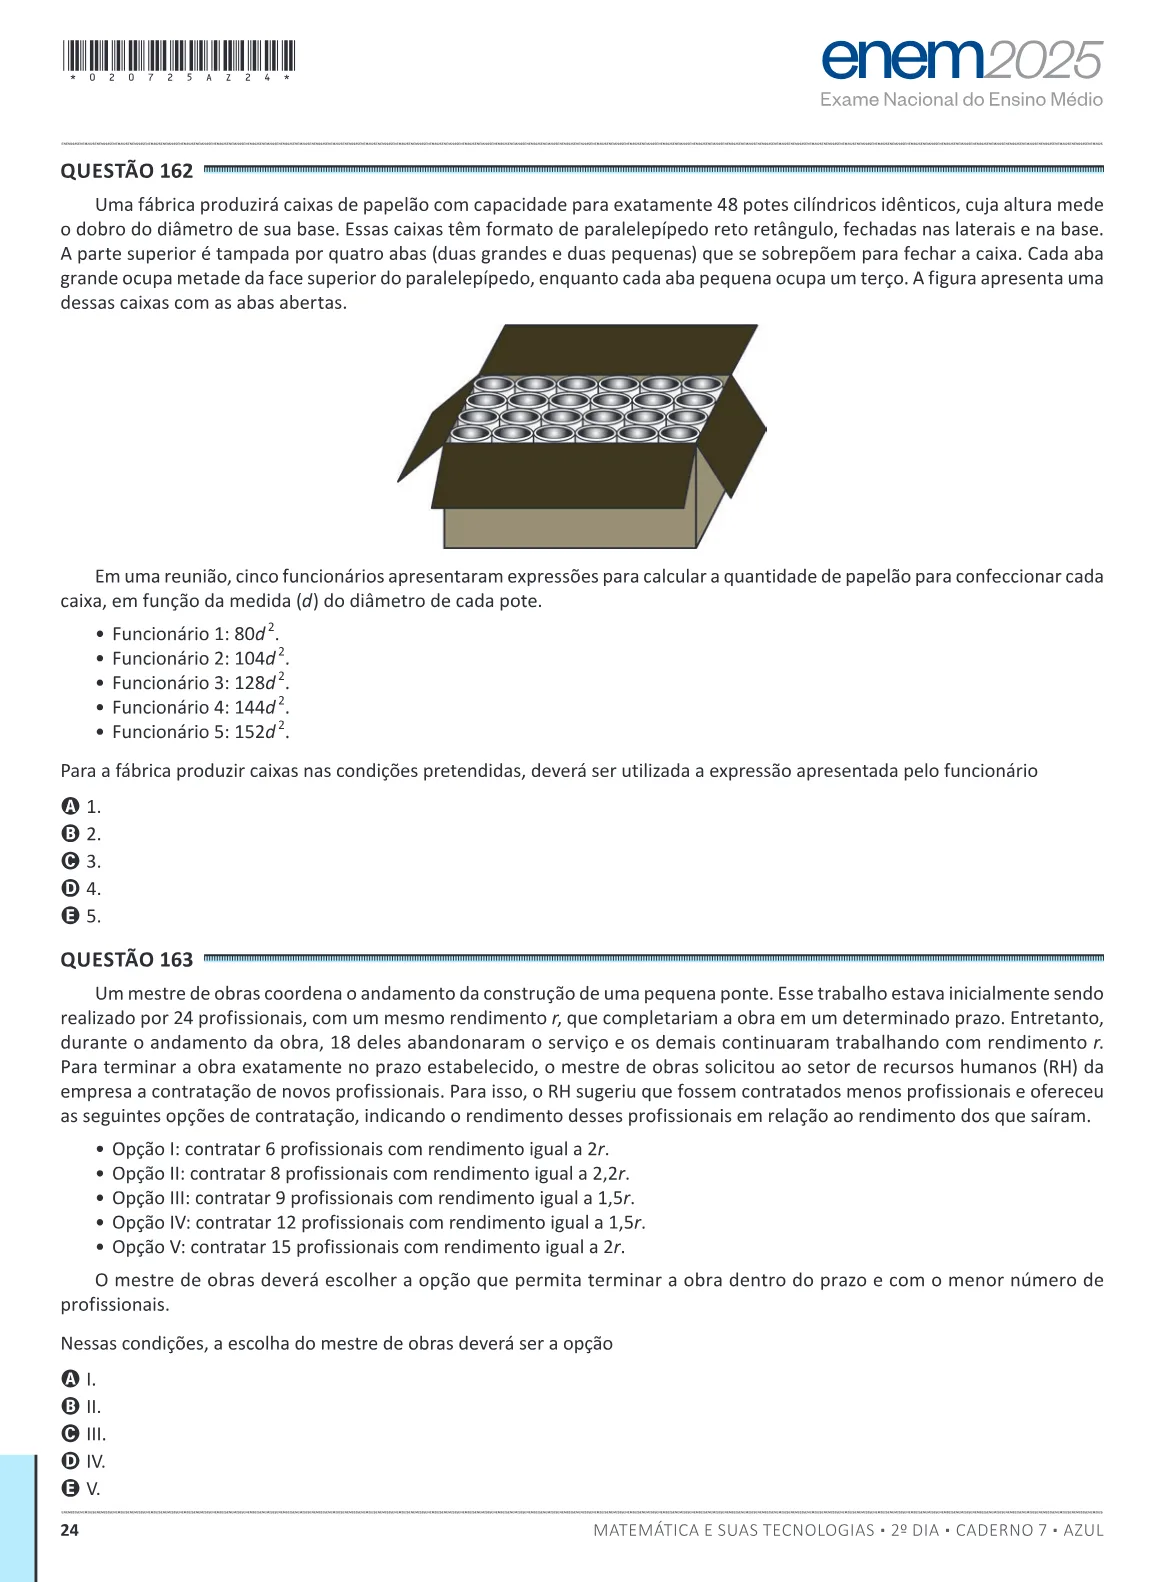 *020725AZ24*
enem2025
Exame Nacional do Ensino Médio
QUESTÃO 162
Uma fábrica produzirá caixas de papelão com capacidade para exatamente 48 potes cilíndricos idênticos, cuja altura mede
o dobro do diâmetro de sua base. Essas caixas têm formato de paralelepípedo reto retângulo, fechadas nas laterais e na base.
A parte superior é tampada por quatro abas (duas grandes e duas pequenas) que se sobrepõem para fechar a caixa. Cada aba
grande ocupa metade da face superior do paralelepípedo, enquanto cada aba pequena ocupa um terço. A figura apresenta uma
dessas caixas com as abas abertas.
Em uma reunião, cinco funcionários apresentaram expressões para calcular a quantidade de papelão para confeccionar cada
caixa, em função da medida (d) do diâmetro de cada pote.
• Funcionário 1: 80d².
• Funcionário 2: 104d².
• Funcionário 3: 128d².
• Funcionário 4: 144d².
• Funcionário 5: 152d².
Para a fábrica produzir caixas nas condições pretendidas, deverá ser utilizada a expressão apresentada pelo funcionário
A 1.
B 2.
C 3.
D 4.
E 5.
QUESTÃO 163
Um mestre de obras coordena o andamento da construção de uma pequena ponte. Esse trabalho estava inicialmente sendo
realizado por 24 profissionais, com um mesmo rendimento r, que completariam a obra em um determinado prazo. Entretanto,
durante o andamento da obra, 18 deles abandonaram o serviço e os demais continuaram trabalhando com rendimento r.
Para terminar a obra exatamente no prazo estabelecido, o mestre de obras solicitou ao setor de recursos humanos (RH) da
empresa a contratação de novos profissionais. Para isso, o RH sugeriu que fossem contratados menos profissionais e ofereceu
as seguintes opções de contratação, indicando o rendimento desses profissionais em relação ao rendimento dos que saíram.
• Opção I: contratar 6 profissionais com rendimento igual a 2r.
• Opção II: contratar 8 profissionais com rendimento igual a 2,2r.
• Opção III: contratar 9 profissionais com rendimento igual a 1,5r.
• Opção IV: contratar 12 profissionais com rendimento igual a 1,5r.
• Opção V: contratar 15 profissionais com rendimento igual a 2r.
O mestre de obras deverá escolher a opção que permita terminar a obra dentro do prazo e com o menor número de
profissionais.
Nessas condições, a escolha do mestre de obras deverá ser a opção
A I.
B II.
C III.
D IV.
E V.
24
MATEMÁTICA E SUAS TECNOLOGIAS • 2º DIA • CADERNO 7 • AZUL